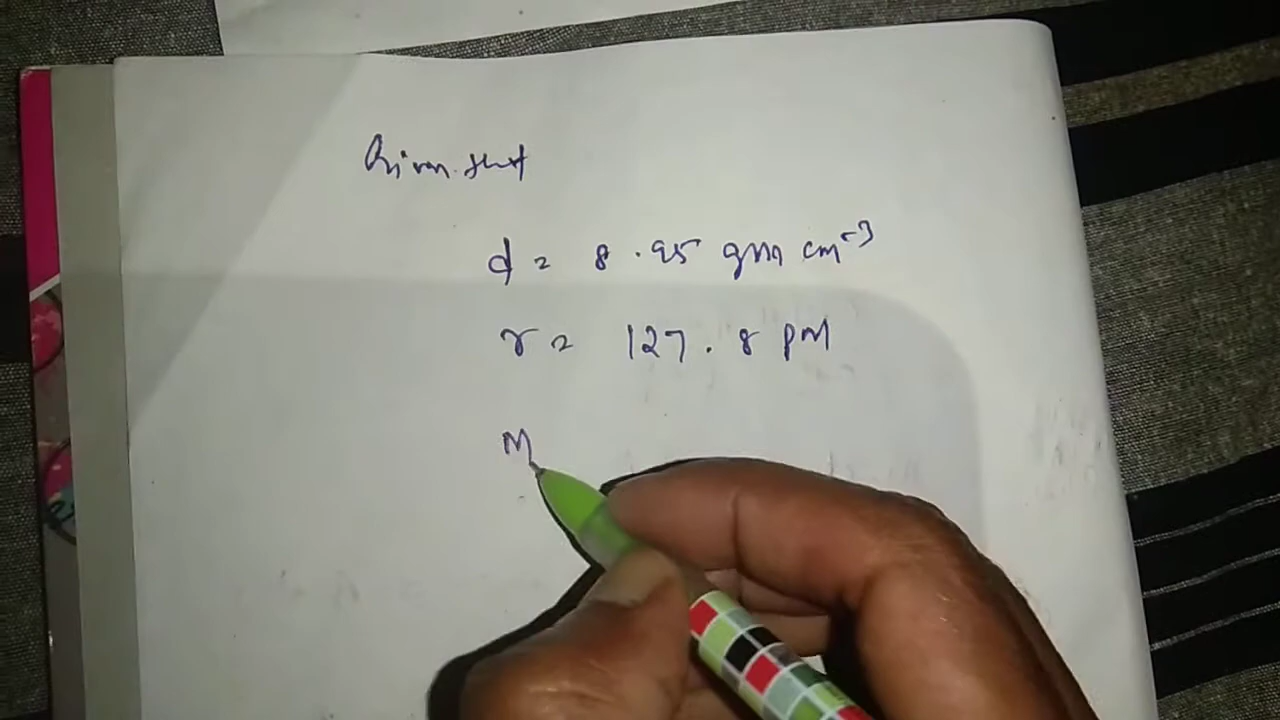 Given that
d = 8.95 gm cm⁻³
r = 127.8 pM
M